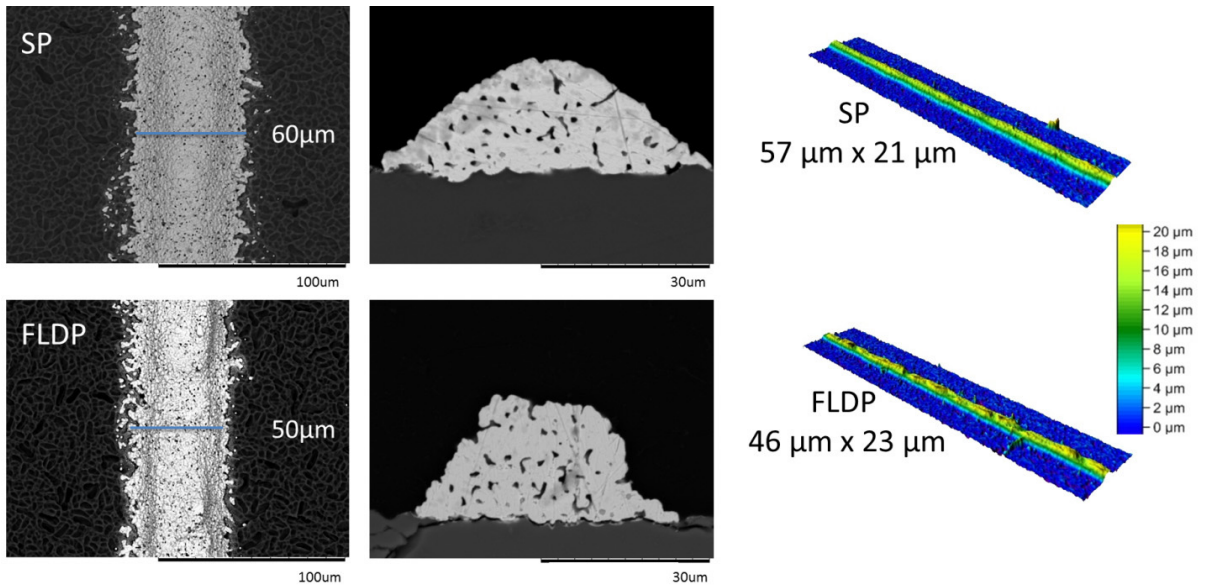 SP
60μm
100um
30um
SP
57 μm x 21 μm
20 μm
18 μm
16 μm
14 μm
12 μm
10 μm
8 μm
6 μm
4 μm
2 μm
0 μm
FLDP
50μm
100um
30um
FLDP
46 μm x 23 μm